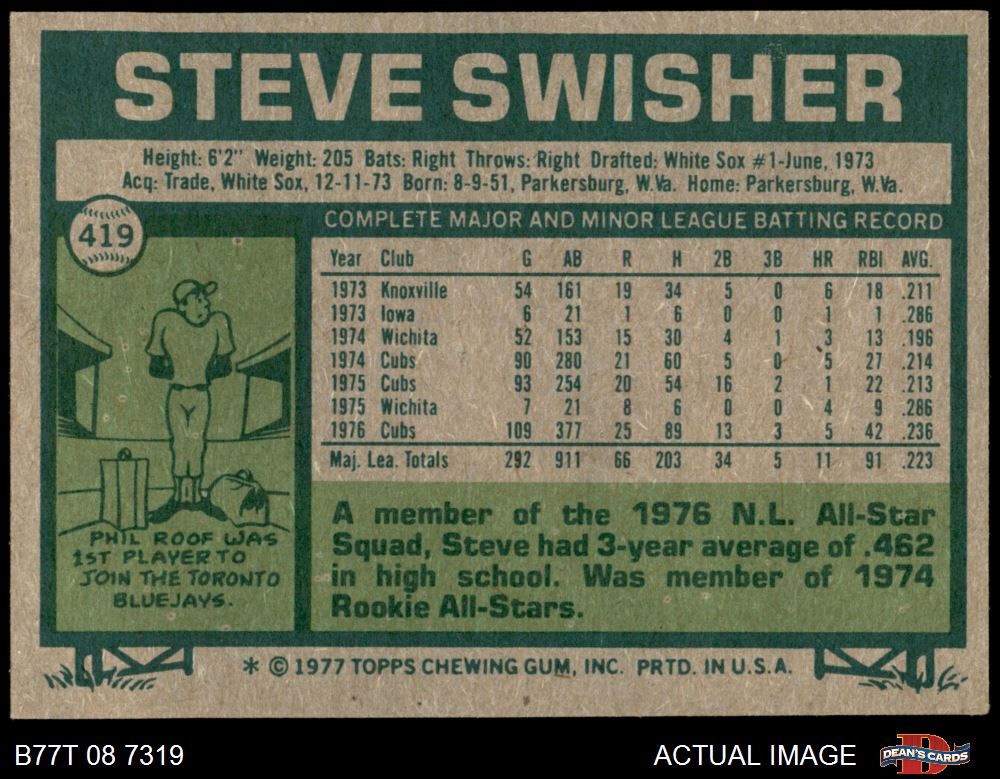 STEVE SWISHER
Height: 6'2" Weight: 205 Bats: Right Throws: Right Drafted: White Sox #1-June, 1973
Acq: Trade, White Sox, 12-11-73 Born: 8-9-51, Parkersburg, W.Va. Home: Parkersburg, W.Va.
419
COMPLETE MAJOR AND MINOR LEAGUE BATTING RECORD
Year Club G AB R H 2B 3B HR RBI AVG.
1973 Knoxville 54 161 19 34 5 0 6 18 .211
1973 Iowa 6 21 1 6 0 0 1 1 .286
1974 Wichita 52 153 15 30 4 1 3 13 .196
1974 Cubs 90 280 21 60 5 0 5 27 .214
1975 Cubs 93 254 20 54 16 2 1 22 .213
1975 Wichita 7 21 8 6 0 0 4 9 .286
1976 Cubs 109 377 25 89 13 3 5 42 .236
Maj. Lea. Totals 292 911 66 203 34 5 11 91 .223
PHIL ROOF WAS
1ST PLAYER TO
JOIN THE TORONTO
BLUEJAYS.
A member of the 1976 N.L. All-Star
Squad, Steve had 3-year average of .462
in high school. Was member of 1974
Rookie All-Stars.
* © 1977 TOPPS CHEWING GUM, INC. PRTD. IN U.S.A.
B77T 08 7319
ACTUAL IMAGE
DEAN'S CARDS